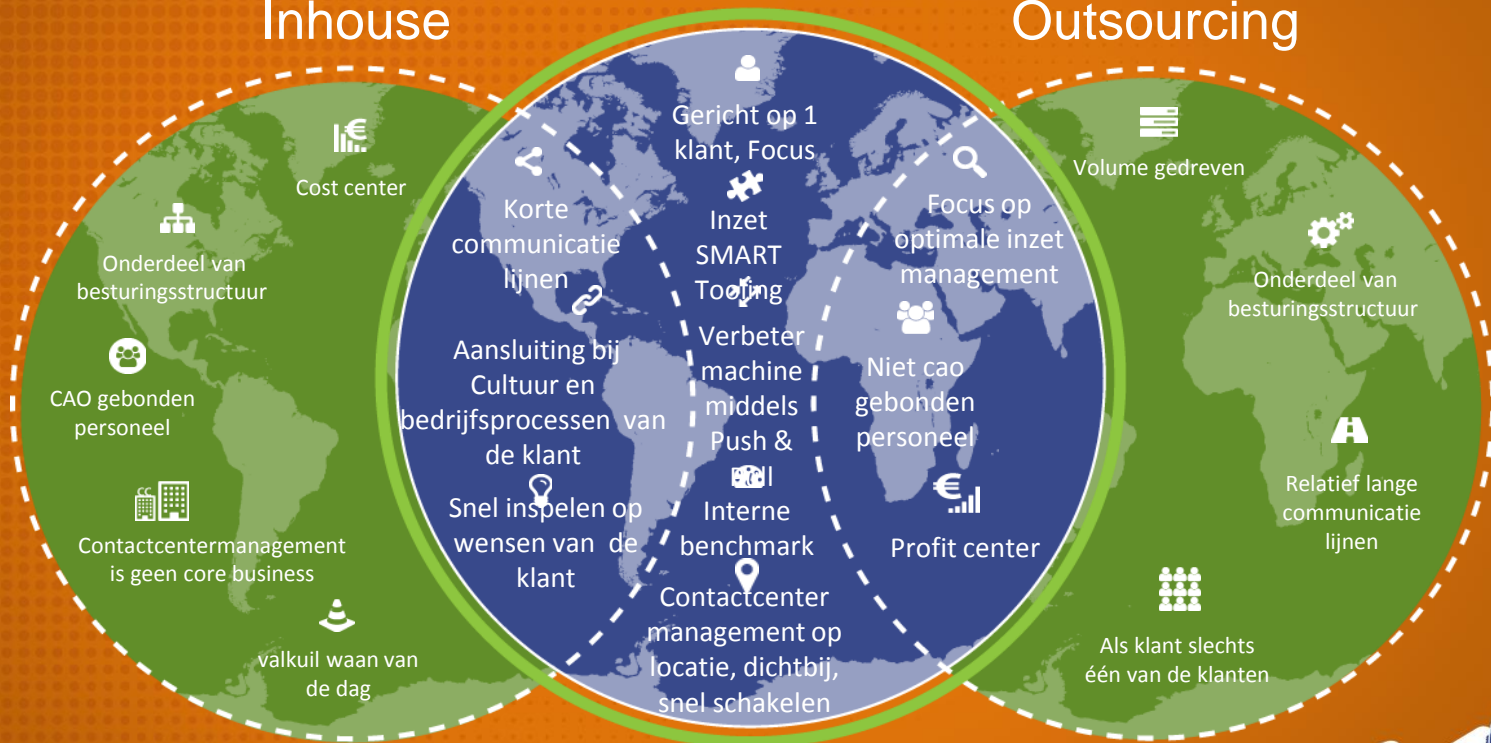 Inhouse
Outsourcing
Cost center
Onderdeel van
besturingsstructuur
CAO gebonden
personeel
Contactcentermanagement
is geen core business
valkuil waan van
de dag
Korte
communicatie
lijnen
Aansluiting bij
Cultuur en
bedrijfsprocessen van
de klant
Snel inspelen op
wensen van de
klant
Gericht op 1
klant, Focus
Inzet
SMART
Tooling
Verbeter
machine
middels
Push &
Pull
Interne
benchmark
Contactcenter
management op
locatie, dichtbij,
snel schakelen
Focus op
optimale inzet
management
Niet cao
gebonden
personeel
Profit center
Volume gedreven
Onderdeel van
besturingsstructuur
Relatief lange
communicatie
lijnen
Als klant slechts
één van de klanten